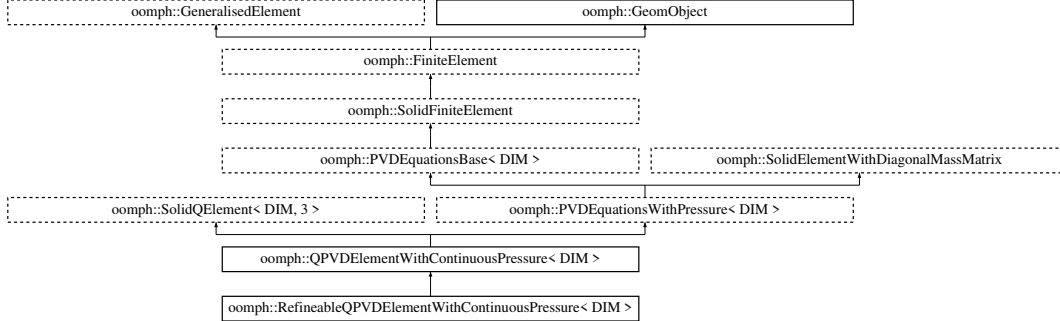 oomph::GeneralisedElement
oomph::GeomObject
oomph::FiniteElement
oomph::SolidFiniteElement
oomph::PVDEquationsBase< DIM >
oomph::SolidElementWithDiagonalMassMatrix
oomph::SolidQElement< DIM, 3 >
oomph::PVDEquationsWithPressure< DIM >
oomph::QPVDElementWithContinuousPressure< DIM >
oomph::RefineableQPVDElementWithContinuousPressure< DIM >